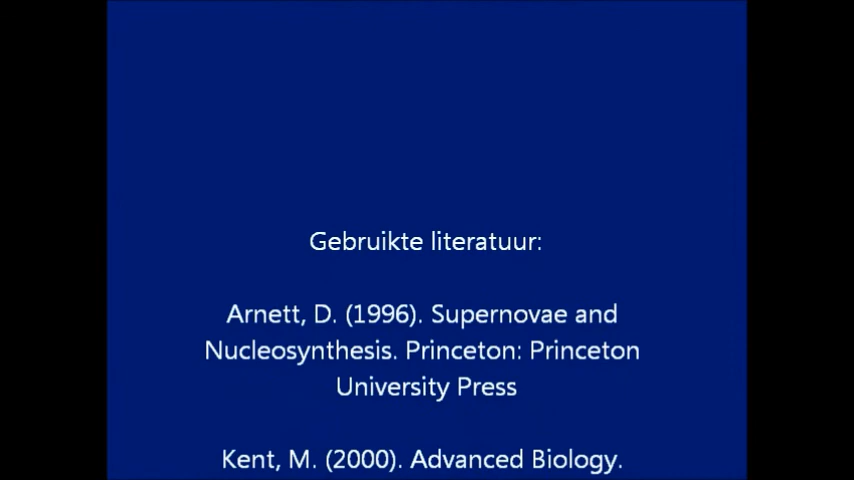 Gebruikte literatuur:
Arnett, D. (1996). Supernovae and
Nucleosynthesis. Princeton: Princeton
University Press
Kent, M. (2000). Advanced Biology.